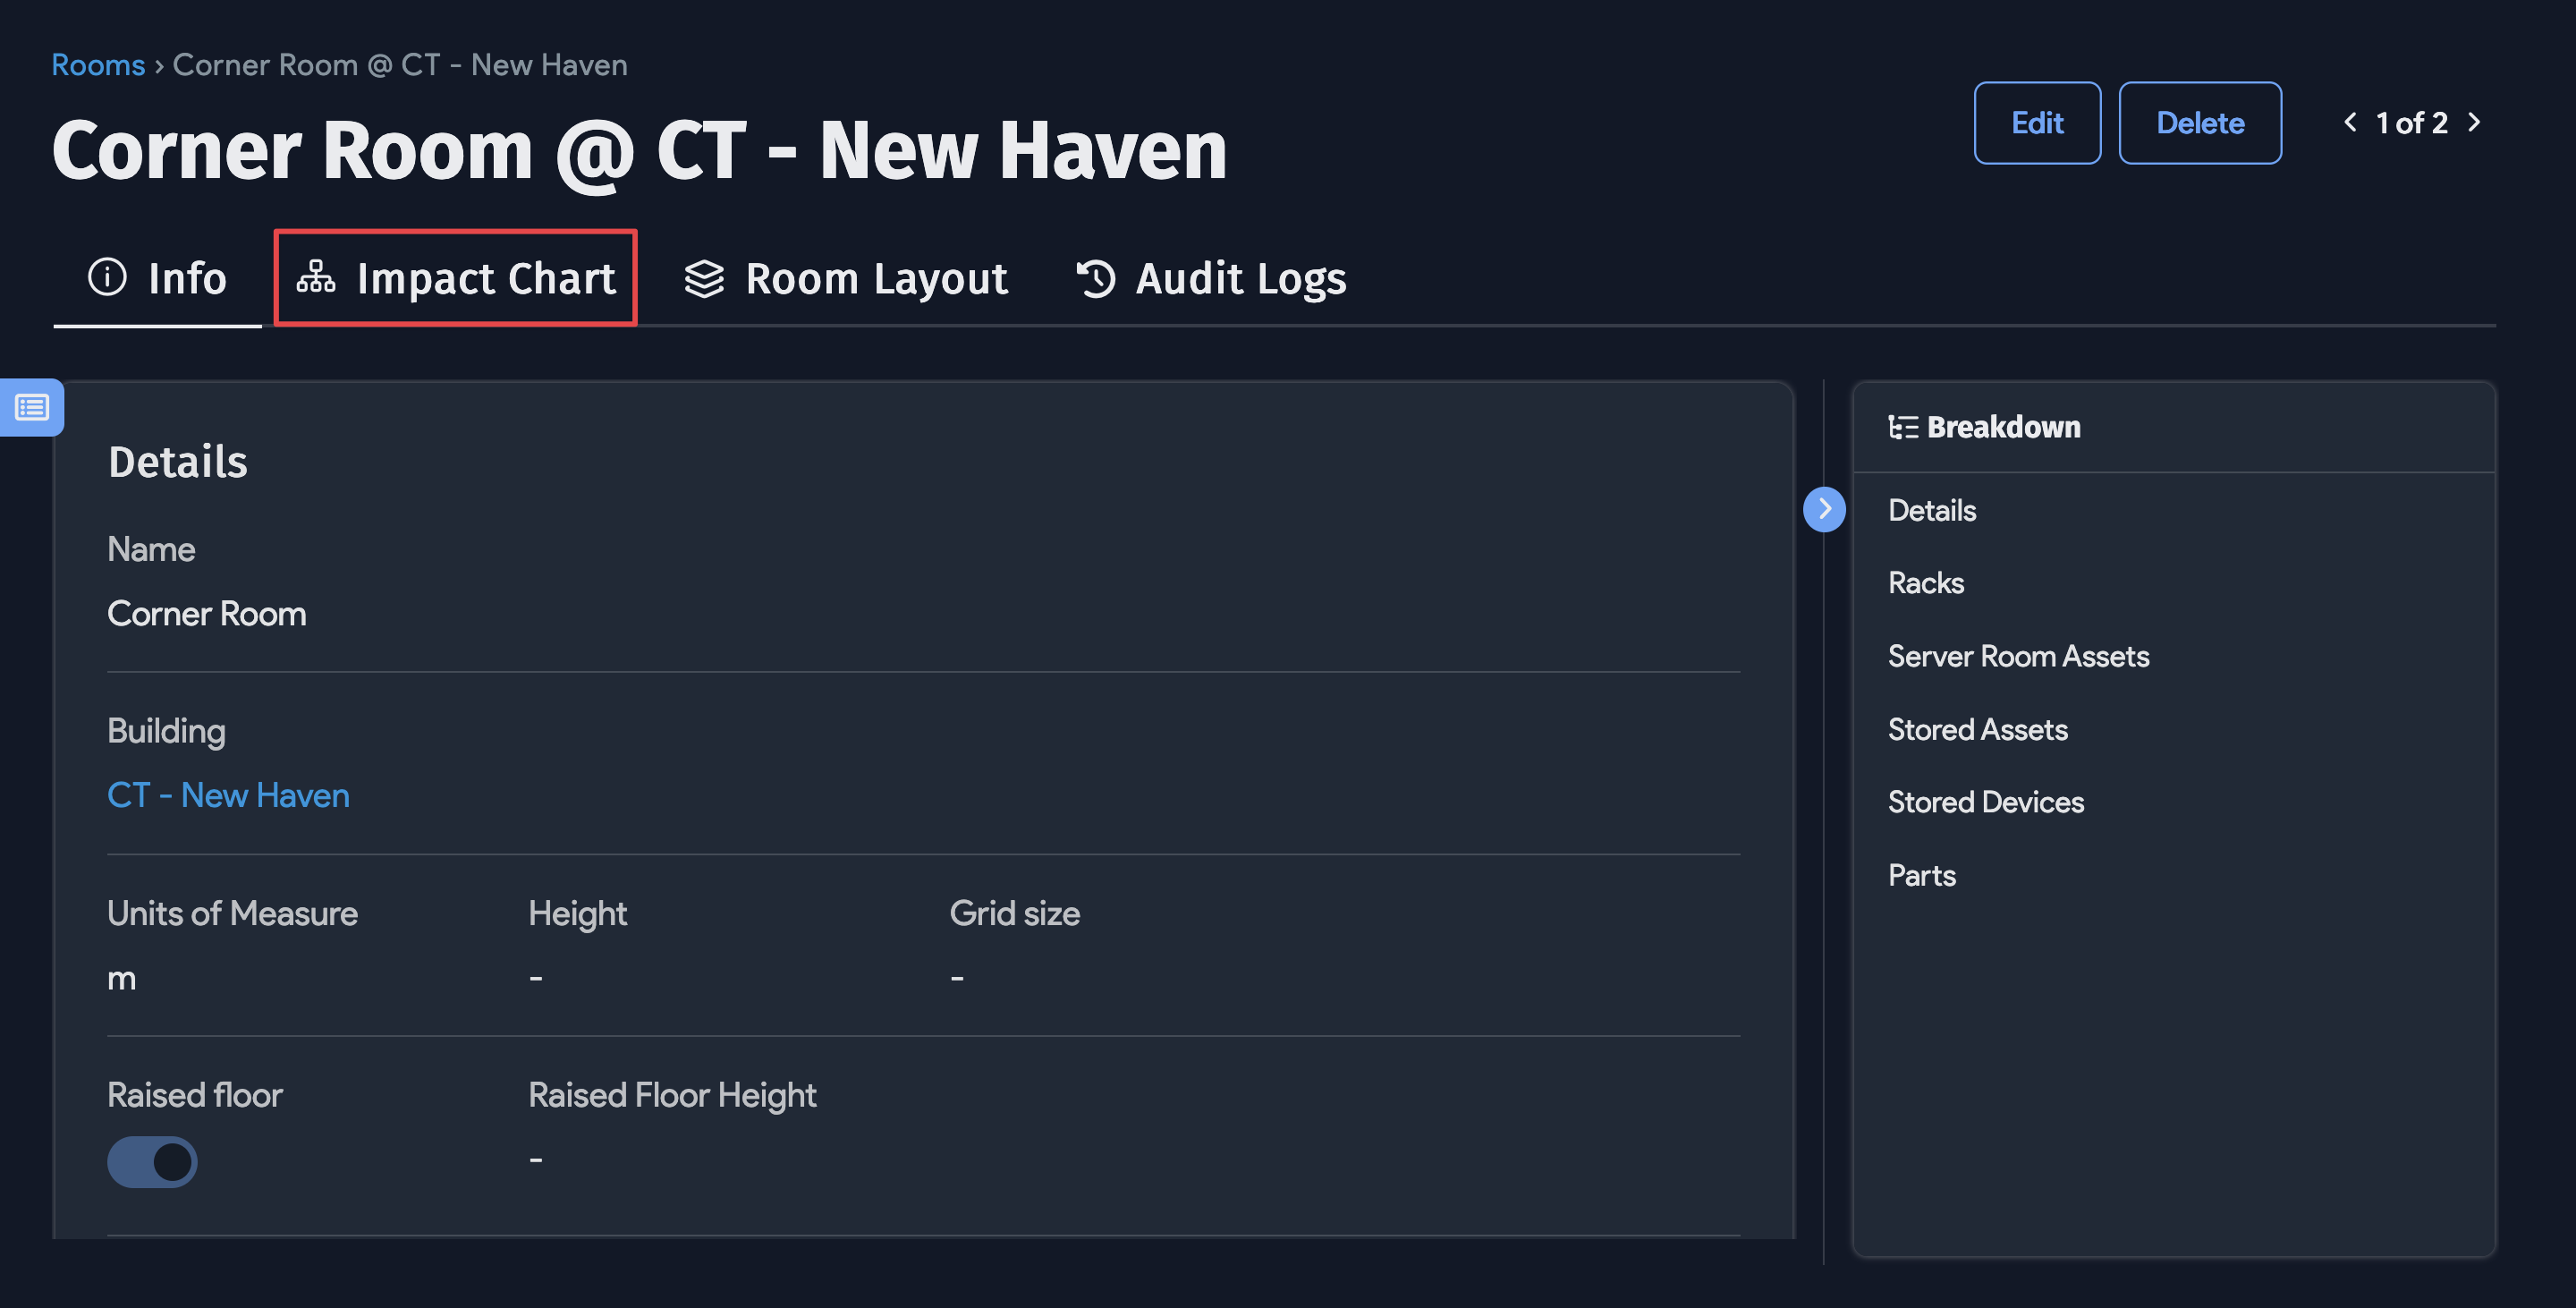 Rooms › Corner Room @ CT - New Haven
Corner Room @ CT - New Haven
Edit
Delete
1 of 2
Info
Impact Chart
Room Layout
Audit Logs
Details
Name
Corner Room
Building
CT - New Haven
Units of Measure
Height
Grid size
m
-
-
Raised floor
Raised Floor Height
-
Breakdown
Details
Racks
Server Room Assets
Stored Assets
Stored Devices
Parts